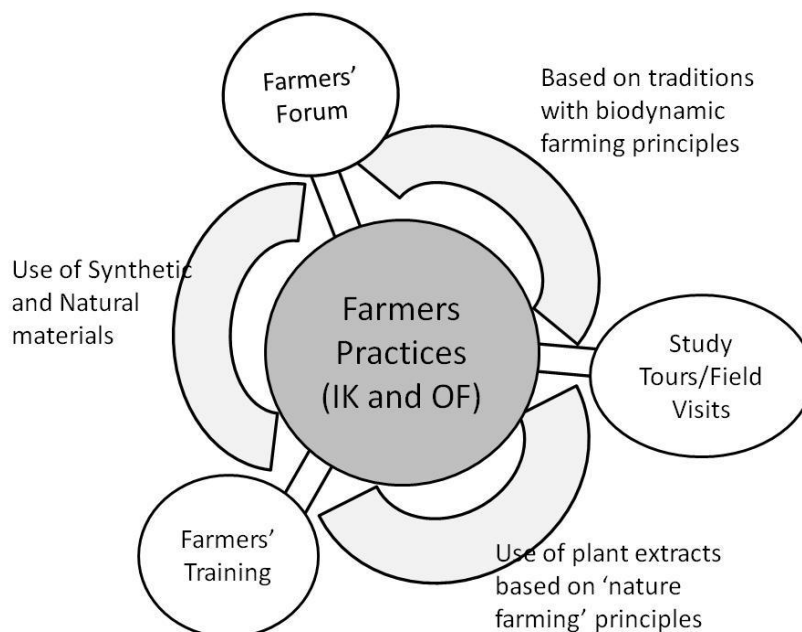 Farmers'
Forum
Based on traditions
with biodynamic
farming principles
Use of Synthetic
and Natural
materials
Farmers
Practices
(IK and OF)
Study
Tours/Field
Visits
Farmers'
Training
Use of plant extracts
based on ‘nature
farming’ principles